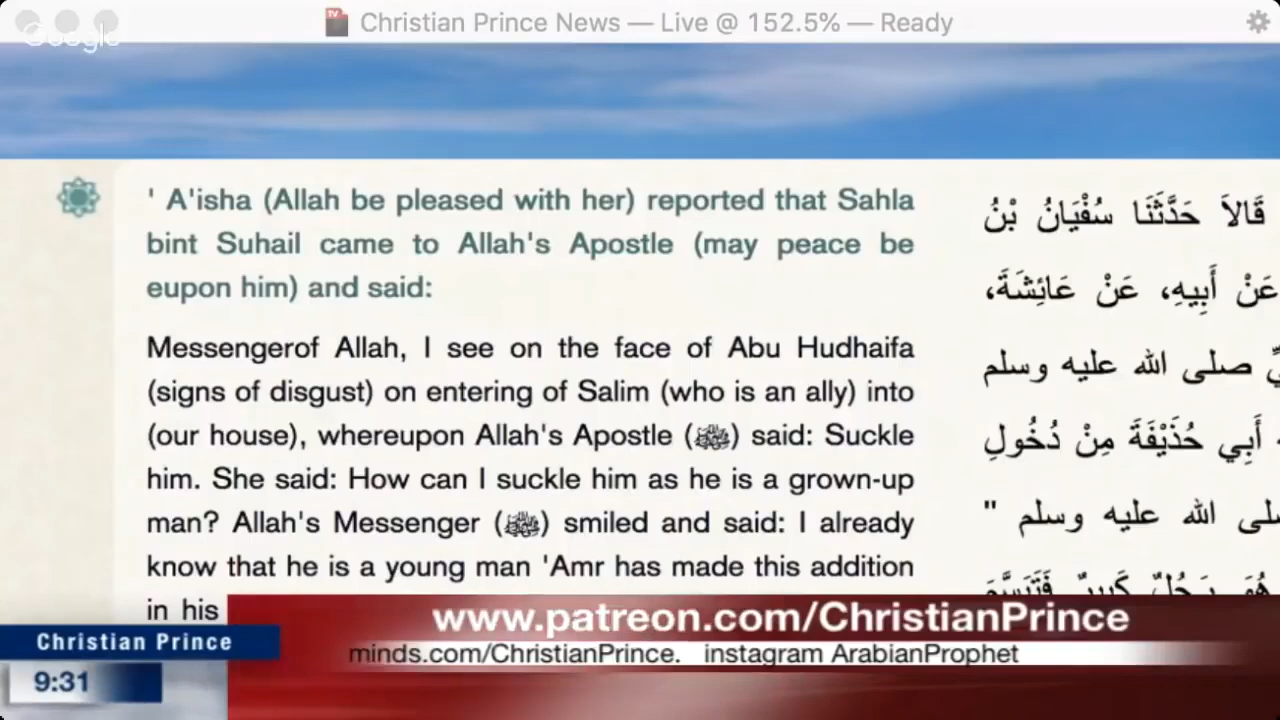 Christian Prince News — Live @ 152.5% — Ready
Google
' A'isha (Allah be pleased with her) reported that Sahla
bint Suhail came to Allah's Apostle (may peace be
eupon him) and said:
Messengerof Allah, I see on the face of Abu Hudhaifa
(signs of disgust) on entering of Salim (who is an ally) into
(our house), whereupon Allah's Apostle (ﷺ) said: Suckle
him. She said: How can I suckle him as he is a grown-up
man? Allah's Messenger (ﷺ) smiled and said: I already
know that he is a young man 'Amr has made this addition
in his
قَالاَ حَدَّثَنَا سُفْيَانُ بْنُ
عَنْ أَبِيهِ، عَنْ عَائِشَةَ،
صلى الله عليه وسلم
أَبِي حُذَيْفَةَ مِنْ دُخُولِ
الله عليه وسلم "
رَجُلٌ كَبِيرٌ فَتَبَسَّمَ
www.patreon.com/ChristianPrince
minds.com/ChristianPrince. instagram ArabianProphet
Christian Prince
9:31